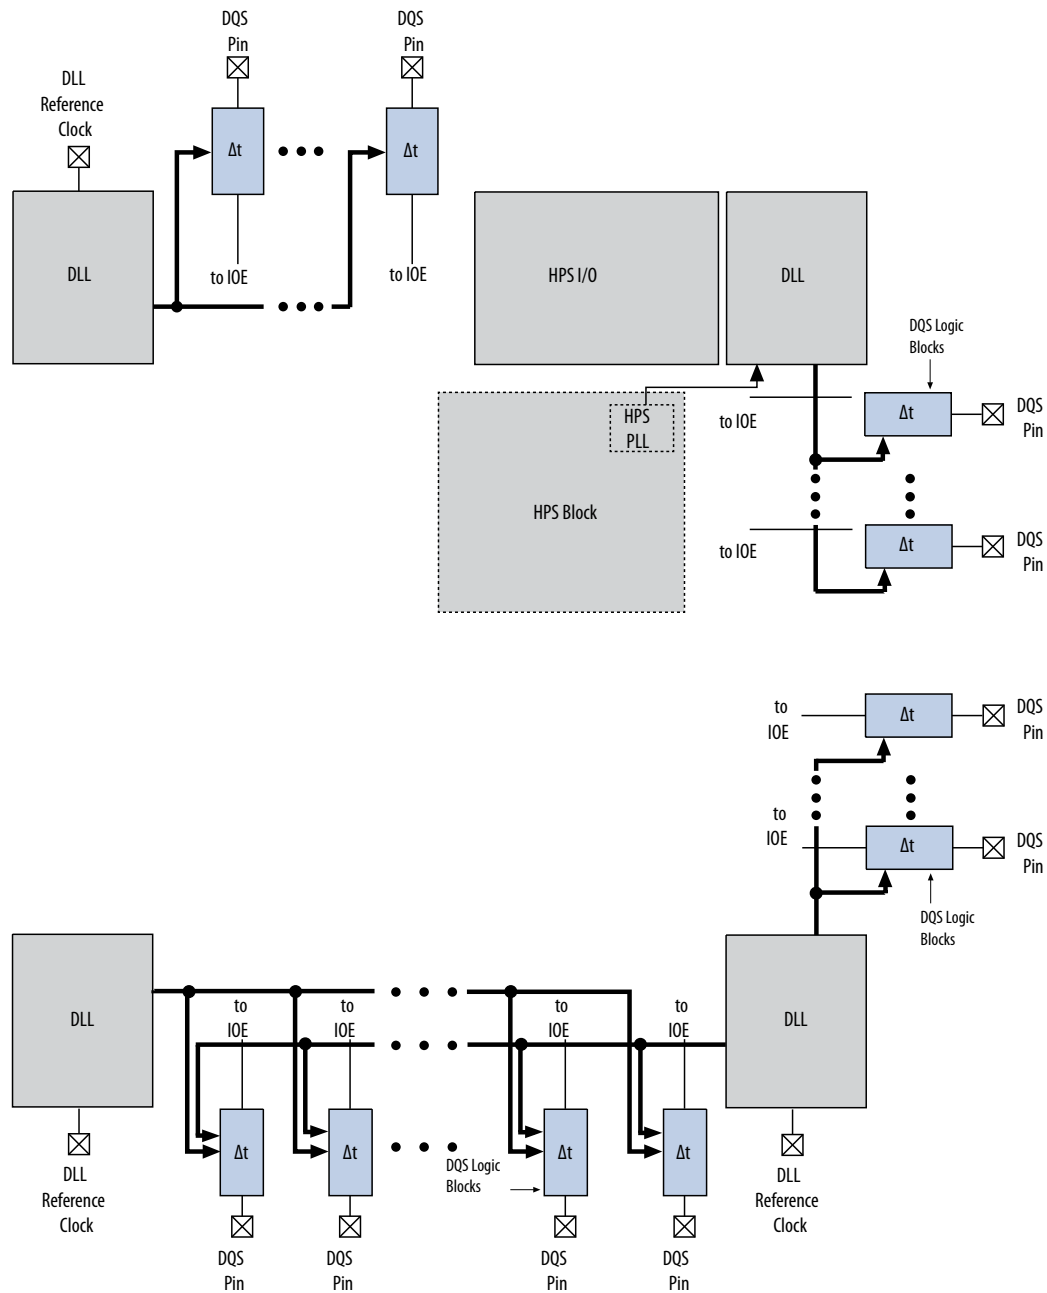 DQS
Pin
DQS
Pin
DLL
Reference
Clock
Δt
Δt
to IOE
to IOE
DLL
HPS I/O
DLL
DQS Logic
Blocks
Δt
DQS
Pin
to IOE
HPS
PLL
HPS Block
to IOE
Δt
DQS
Pin
to
IOE
Δt
DQS
Pin
to
IOE
Δt
DQS
Pin
DQS Logic
Blocks
DLL
to
IOE
to
IOE
to
IOE
to
IOE
DLL
Δt
Δt
Δt
Δt
DQS Logic
Blocks
DLL
Reference
Clock
DLL
Reference
Clock
DQS
Pin
DQS
Pin
DQS
Pin
DQS
Pin